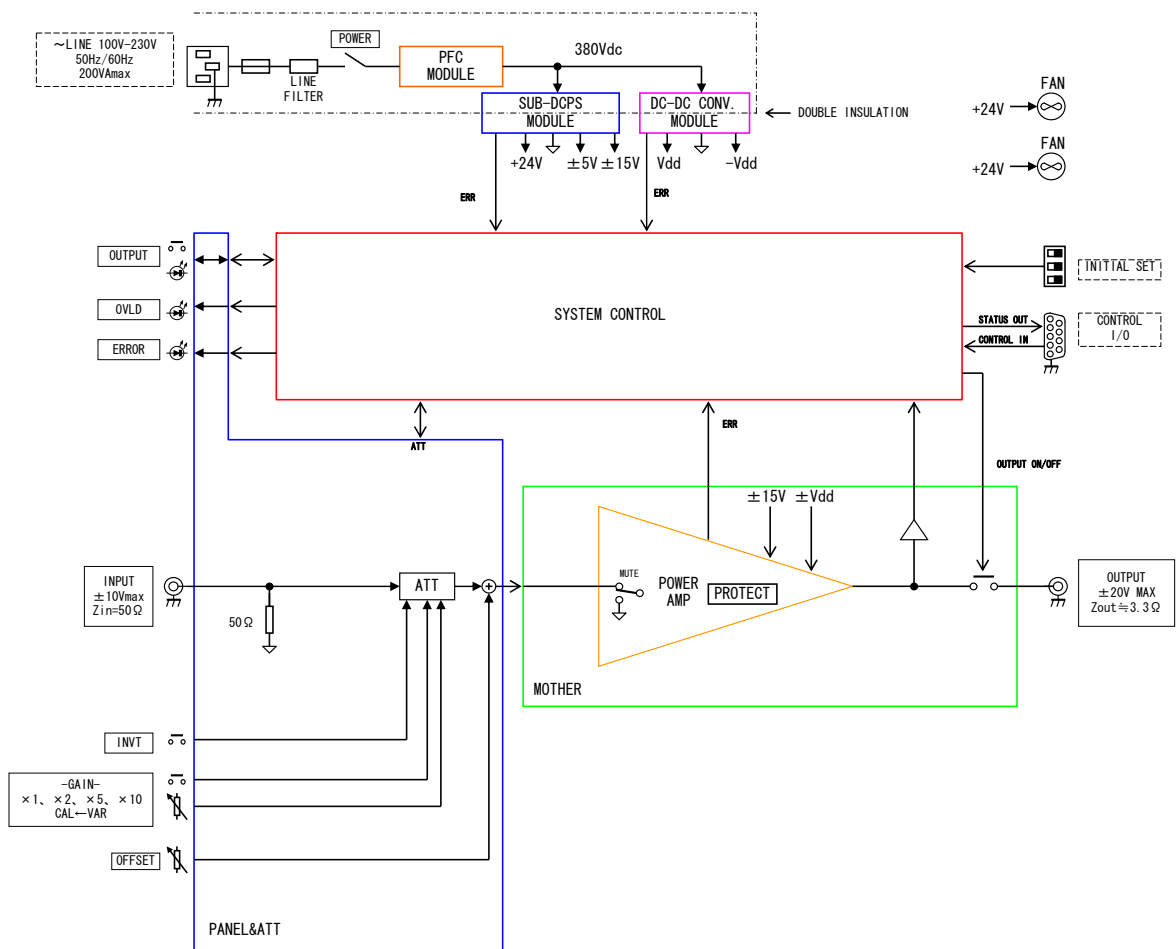 ~LINE 100V-230V
50Hz/60Hz
200VAmax
LINE
FILTER
POWER
PFC
MODULE
380Vdc
SUB-DCPS
MODULE
DC-DC CONV.
MODULE
DOUBLE INSULATION
+24V
±5V
±15V
Vdd
-Vdd
FAN
+24V
FAN
+24V
ERR
ERR
OUTPUT
OVLD
ERROR
SYSTEM CONTROL
INITIAL SET
STATUS OUT
CONTROL IN
CONTROL
I/O
ATT
ERR
OUTPUT ON/OFF
±15V
±Vdd
INPUT
±10Vmax
Zin=50Ω
50Ω
ATT
MUTE
POWER
AMP
PROTECT
OUTPUT
±20V MAX
Zout≒3.3Ω
MOTHER
INVT
-GAIN-
×1、×2、×5、×10
CAL←VAR
OFFSET
PANEL&ATT